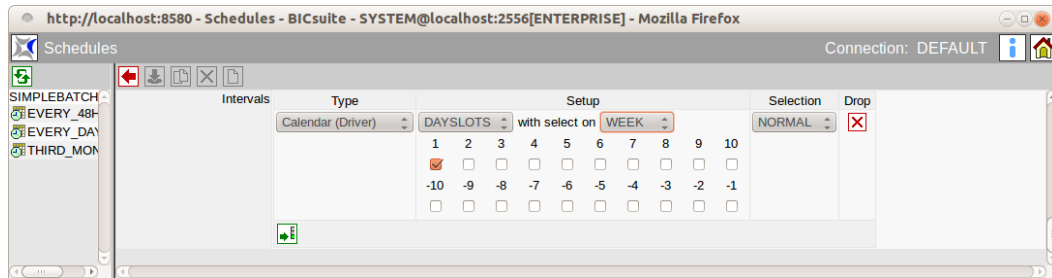 http://localhost:8580 - Schedules - BICsuite - SYSTEM@localhost:2556[ENTERPRISE] - Mozilla Firefox
Schedules Connection: DEFAULT
SIMPLEBATCH
EVERY_48H
EVERY_DAY
THIRD_MON
Intervals Type Setup Selection Drop
Calendar (Driver) DAYSLOTS with select on WEEK NORMAL
1 2 3 4 5 6 7 8 9 10
-10 -9 -8 -7 -6 -5 -4 -3 -2 -1